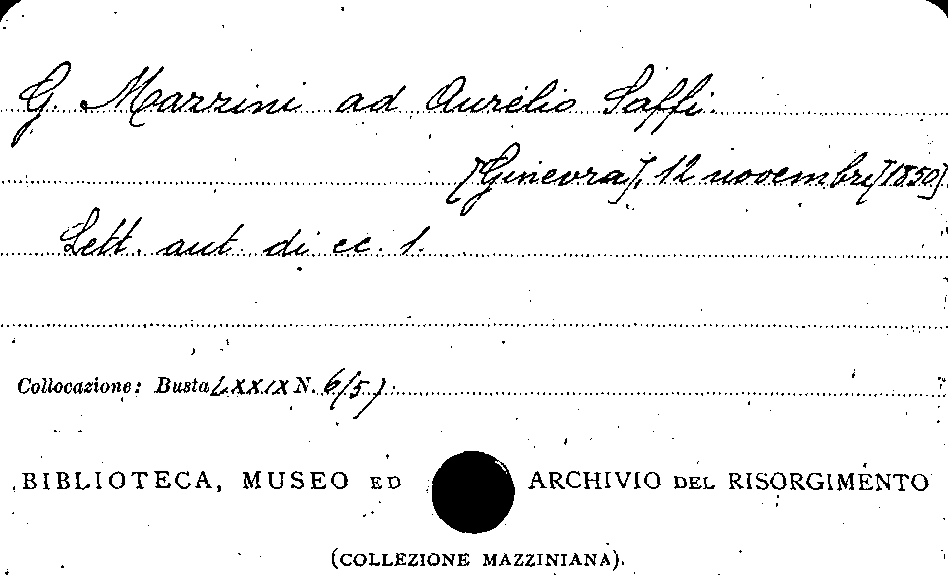 G. Mazzini ad Aurelio Saffi.
[Ginevra], 12 novembre [1850].
Lett. aut. di cc. 1.
Collocazione: Busta LXXIX N. 6/5)
BIBLIOTECA, MUSEO ED ARCHIVIO DEL RISORGIMENTO
(COLLEZIONE MAZZINIANA).